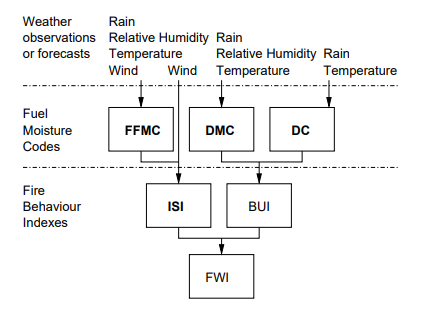 Weather
observations
or forecasts
Rain
Relative Humidity
Temperature
Wind
Wind
Rain
Relative Humidity
Temperature
Rain
Temperature
Fuel
Moisture
Codes
FFMC
DMC
DC
Fire
Behaviour
Indexes
ISI
BUI
FWI